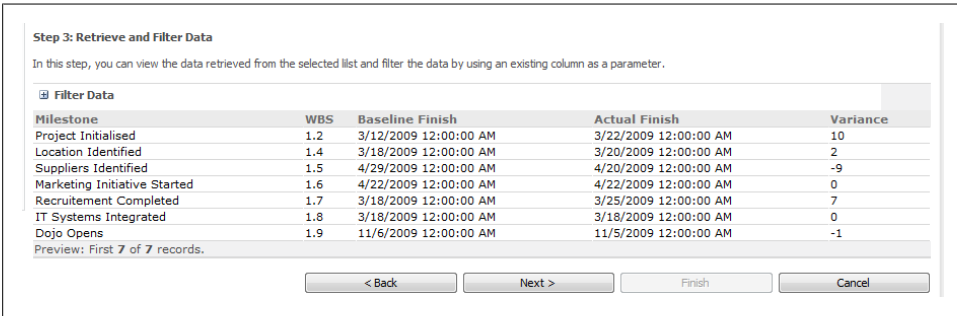 Step 3: Retrieve and Filter Data
In this step, you can view the data retrieved from the selected lilst and filter the data by using an existing column as a parameter.
Filter Data
Milestone WBS Baseline Finish Actual Finish Variance
Project Initialised 1.2 3/12/2009 12:00:00 AM 3/22/2009 12:00:00 AM 10
Location Identified 1.4 3/18/2009 12:00:00 AM 3/20/2009 12:00:00 AM 2
Suppliers Identified 1.5 4/29/2009 12:00:00 AM 4/20/2009 12:00:00 AM -9
Marketing Initiative Started 1.6 4/22/2009 12:00:00 AM 4/22/2009 12:00:00 AM 0
Recruitement Completed 1.7 3/18/2009 12:00:00 AM 3/25/2009 12:00:00 AM 7
IT Systems Integrated 1.8 3/18/2009 12:00:00 AM 3/18/2009 12:00:00 AM 0
Dojo Opens 1.9 11/6/2009 12:00:00 AM 11/5/2009 12:00:00 AM -1
Preview: First 7 of 7 records.
< Back Next > Finish Cancel